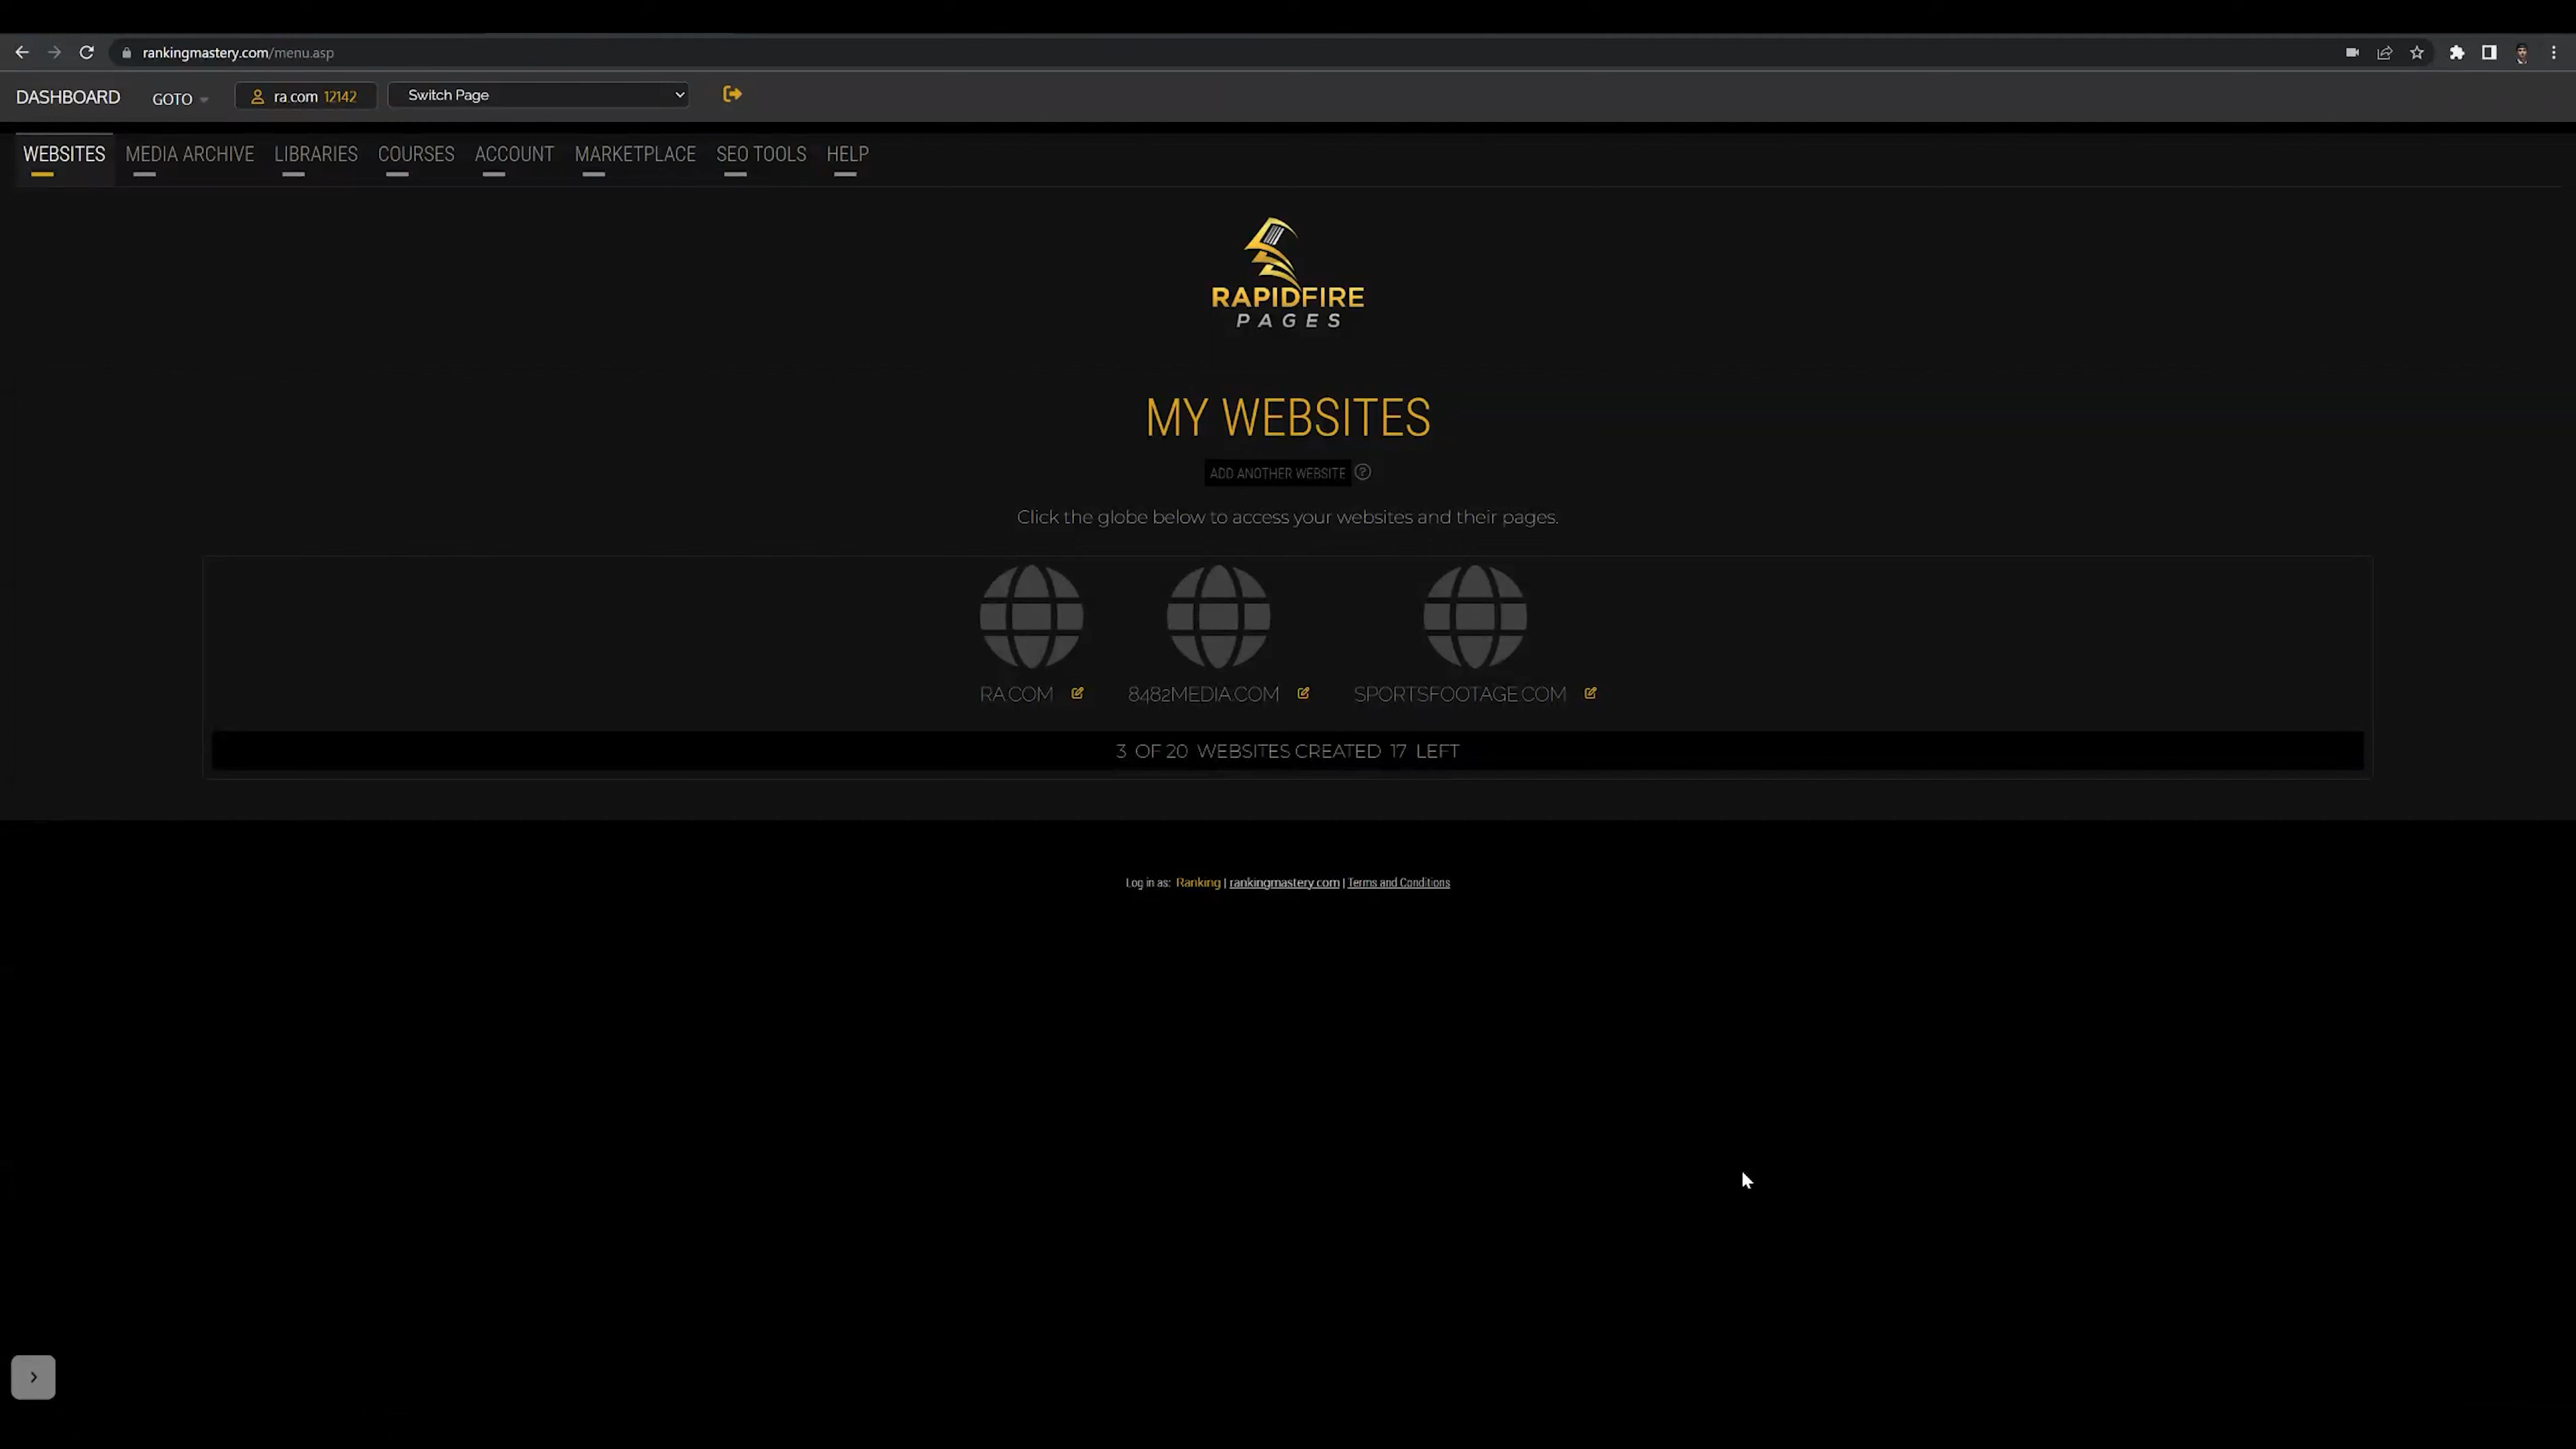 rankingmastery.com/menu.asp
DASHBOARD GOTO ra.com 12142 Switch Page
WEBSITES MEDIA ARCHIVE LIBRARIES COURSES ACCOUNT MARKETPLACE SEO TOOLS HELP
RAPIDFIRE
PAGES
MY WEBSITES
ADD ANOTHER WEBSITE ?
Click the globe below to access your websites and their pages.
RA.COM 8482MEDIA.COM SPORTSFOOTAGE.COM
3 OF 20 WEBSITES CREATED 17 LEFT
Log in as: Ranking | rankingmastery.com | Terms and Conditions